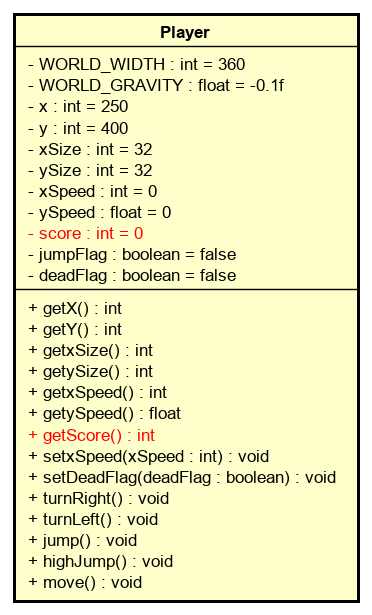 Player
- WORLD_WIDTH : int = 360
- WORLD_GRAVITY : float = -0.1f
- x : int = 250
- y : int = 400
- xSize : int = 32
- ySize : int = 32
- xSpeed : int = 0
- ySpeed : float = 0
- score : int = 0
- jumpFlag : boolean = false
- deadFlag : boolean = false
+ getX() : int
+ getY() : int
+ getxSize() : int
+ getySize() : int
+ getxSpeed() : int
+ getySpeed() : float
+ getScore() : int
+ setxSpeed(xSpeed : int) : void
+ setDeadFlag(deadFlag : boolean) : void
+ turnRight() : void
+ turnLeft() : void
+ jump() : void
+ highJump() : void
+ move() : void